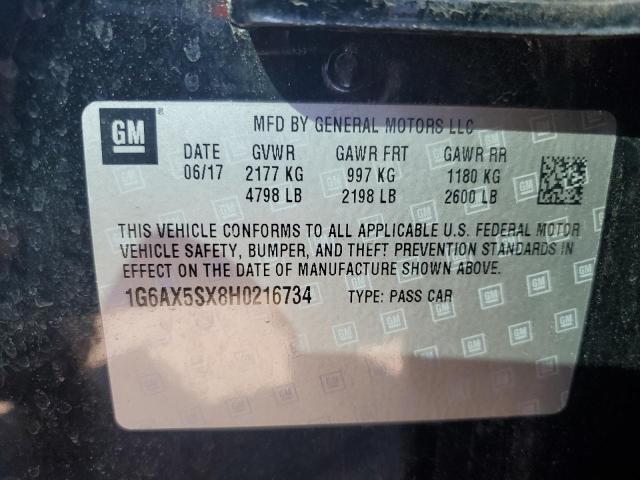 GM®
MFD BY GENERAL MOTORS LLC
DATE GVWR GAWR FRT GAWR RR
06/17 2177 KG 997 KG 1180 KG
4798 LB 2198 LB 2600 LB
THIS VEHICLE CONFORMS TO ALL APPLICABLE U.S. FEDERAL MOTOR
VEHICLE SAFETY, BUMPER, AND THEFT PREVENTION STANDARDS IN
EFFECT ON THE DATE OF MANUFACTURE SHOWN ABOVE.
1G6AX5SX8H0216734 TYPE: PASS CAR